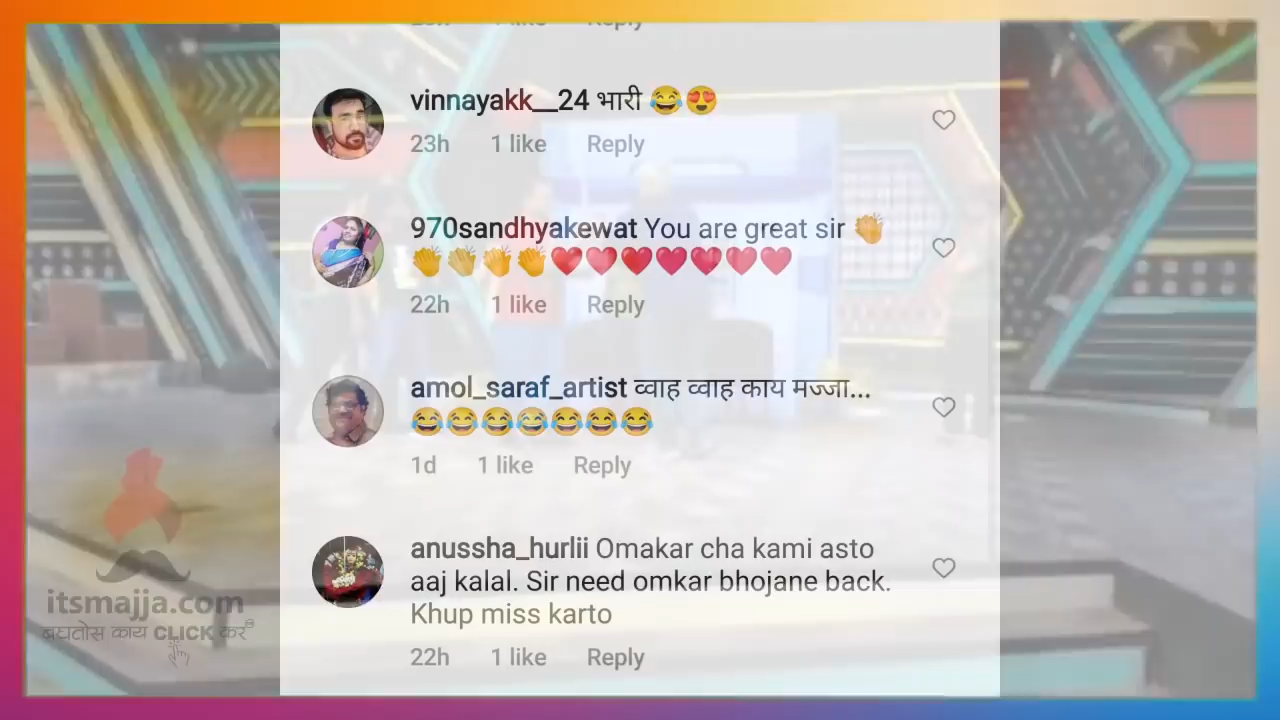 vinnayakk__24 भारी 😂😍
23h 1 like Reply
970sandhyakewat You are great sir 👏
👏👏👏👏❤️❤️❤️❤️❤️❤️❤️
22h 1 like Reply
amol_saraf_artist व्वाह व्वाह काय मज्जा...
😂😂😂😂😂😂😂
1d 1 like Reply
anussha_hurlii Omakar cha kami asto
aaj kalal. Sir need omkar bhojane back.
Khup miss karto
22h 1 like Reply
itsmajja.com
बघतोस काय CLICK कर